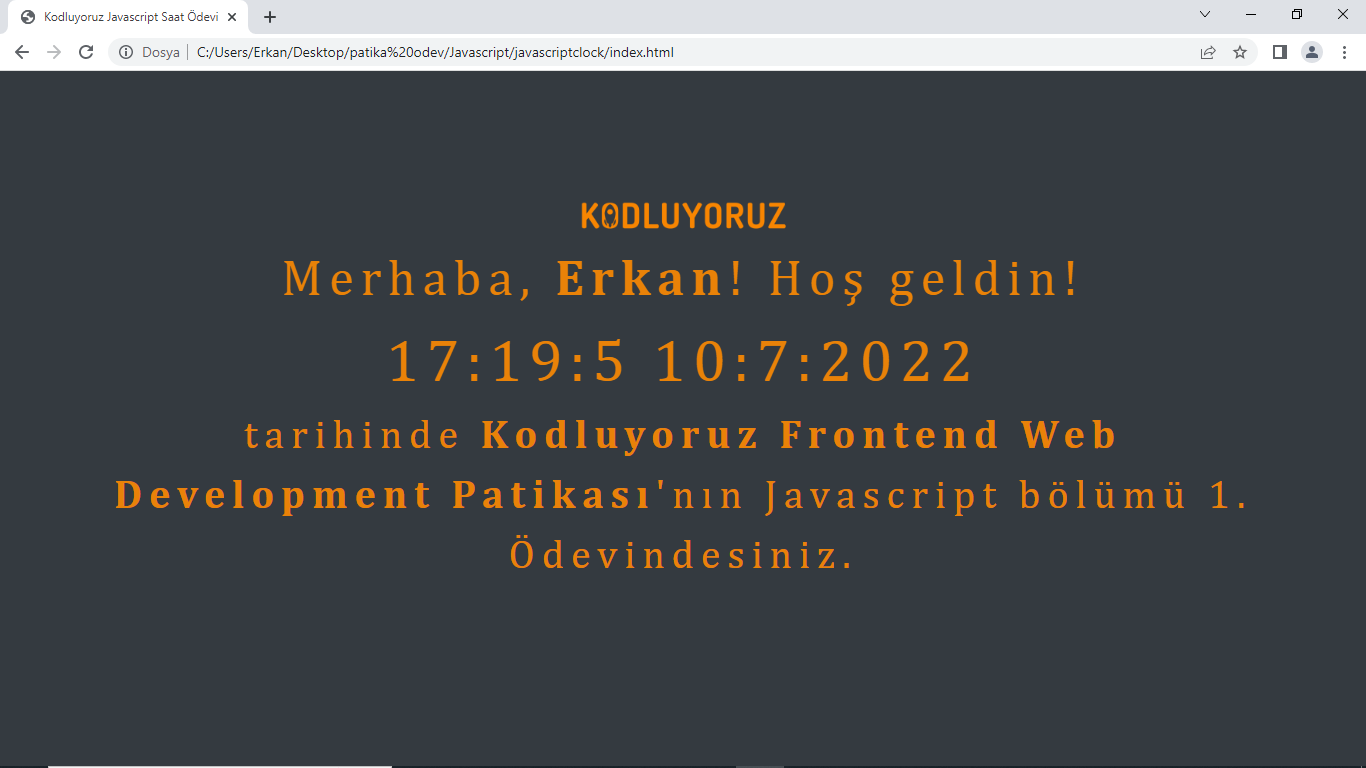 Kodluyoruz Javascript Saat Ödevi
Dosya C:/Users/Erkan/Desktop/patika%20odev/Javascript/javascriptclock/index.html
KODLUYORUZ
Merhaba, Erkan! Hoş geldin!
17:19:5 10:7:2022
tarihinde Kodluyoruz Frontend Web
Development Patikası'nın Javascript bölümü 1.
Ödevindesiniz.